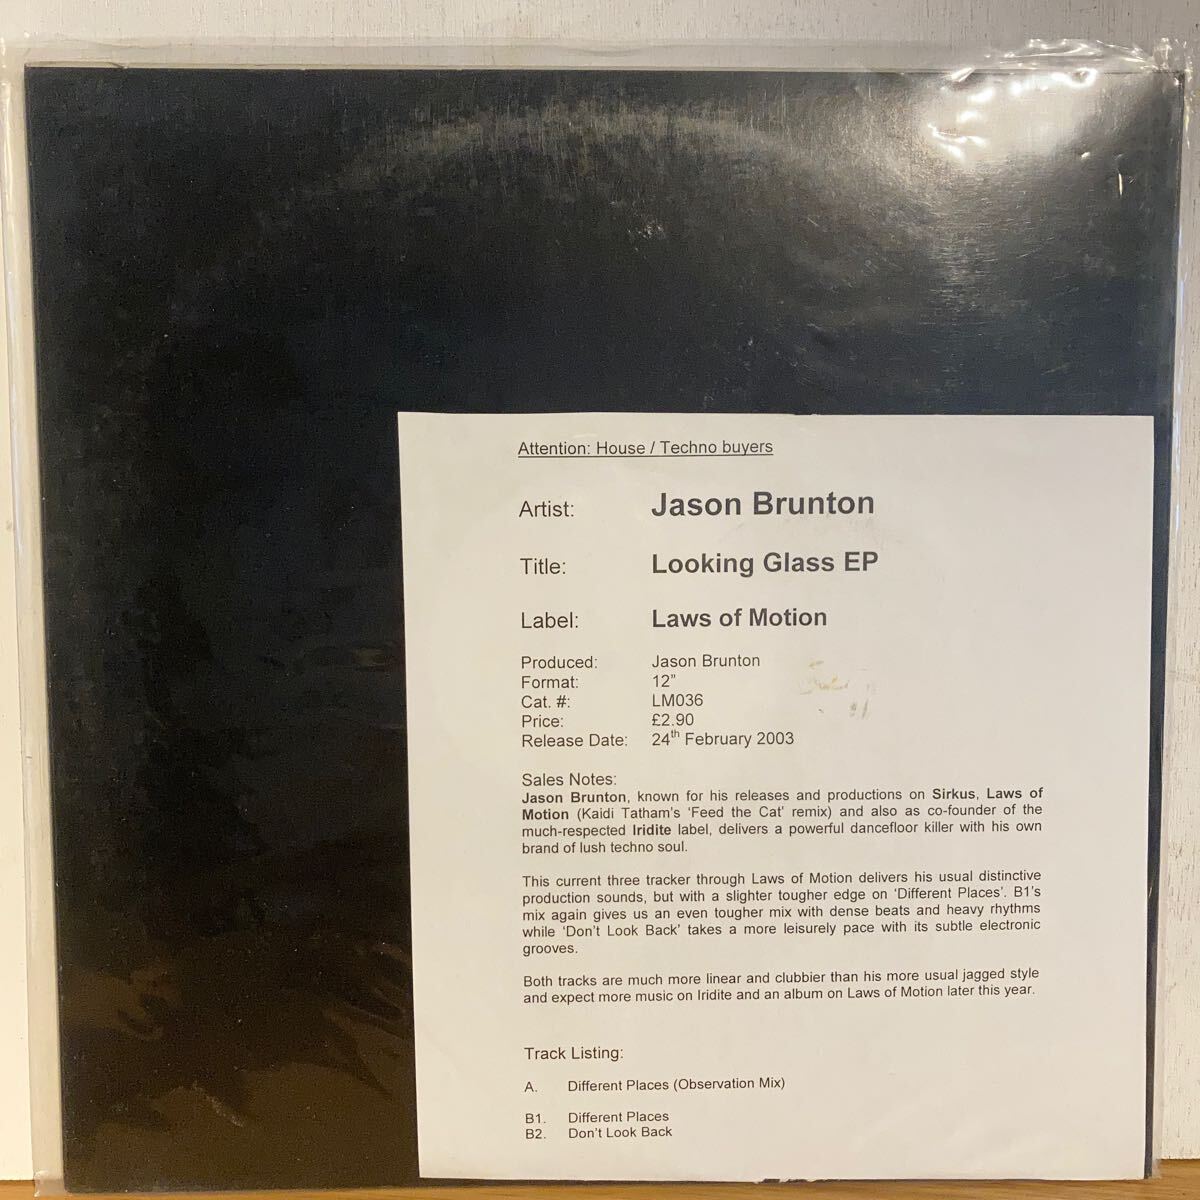 Attention: House / Techno buyers
Artist: Jason Brunton
Title: Looking Glass EP
Label: Laws of Motion
Produced: Jason Brunton
Format: 12”
Cat. #: LM036
Price: £2.90
Release Date: 24th February 2003
Sales Notes:
Jason Brunton, known for his releases and productions on Sirkus, Laws of
Motion (Kaidi Tatham’s ‘Feed the Cat’ remix) and also as co-founder of the
much-respected Iridite label, delivers a powerful dancefloor killer with his own
brand of lush techno soul.
This current three tracker through Laws of Motion delivers his usual distinctive
production sounds, but with a slighter tougher edge on ‘Different Places’. B1’s
mix again gives us an even tougher mix with dense beats and heavy rhythms
while ‘Don’t Look Back’ takes a more leisurely pace with its subtle electronic
grooves.
Both tracks are much more linear and clubbier than his more usual jagged style
and expect more music on Iridite and an album on Laws of Motion later this year.
Track Listing:
A. Different Places (Observation Mix)
B1. Different Places
B2. Don’t Look Back